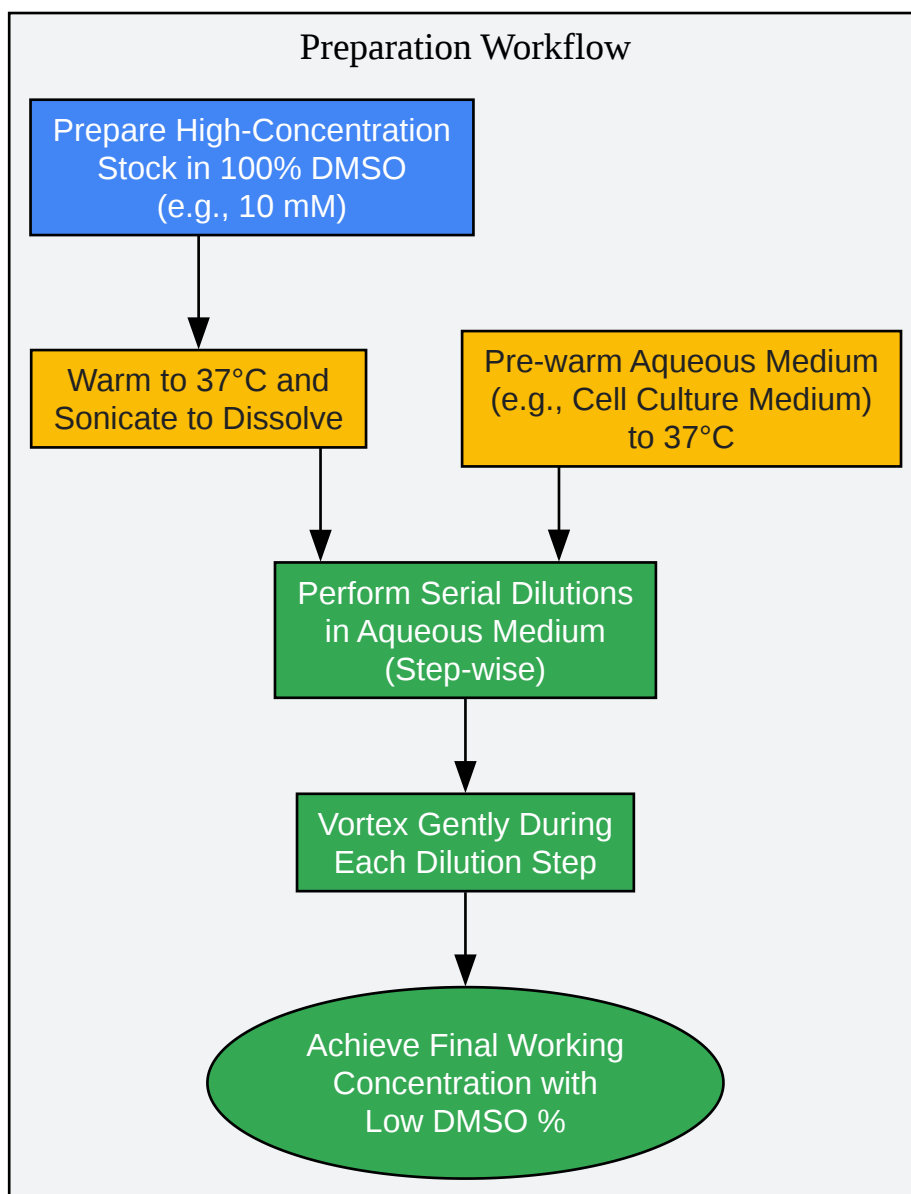 Preparation Workflow
Prepare High-Concentration
Stock in 100% DMSO
(e.g., 10 mM)
Warm to 37°C and
Sonicate to Dissolve
Pre-warm Aqueous Medium
(e.g., Cell Culture Medium)
to 37°C
Perform Serial Dilutions
in Aqueous Medium
(Step-wise)
Vortex Gently During
Each Dilution Step
Achieve Final Working
Concentration with
Low DMSO %